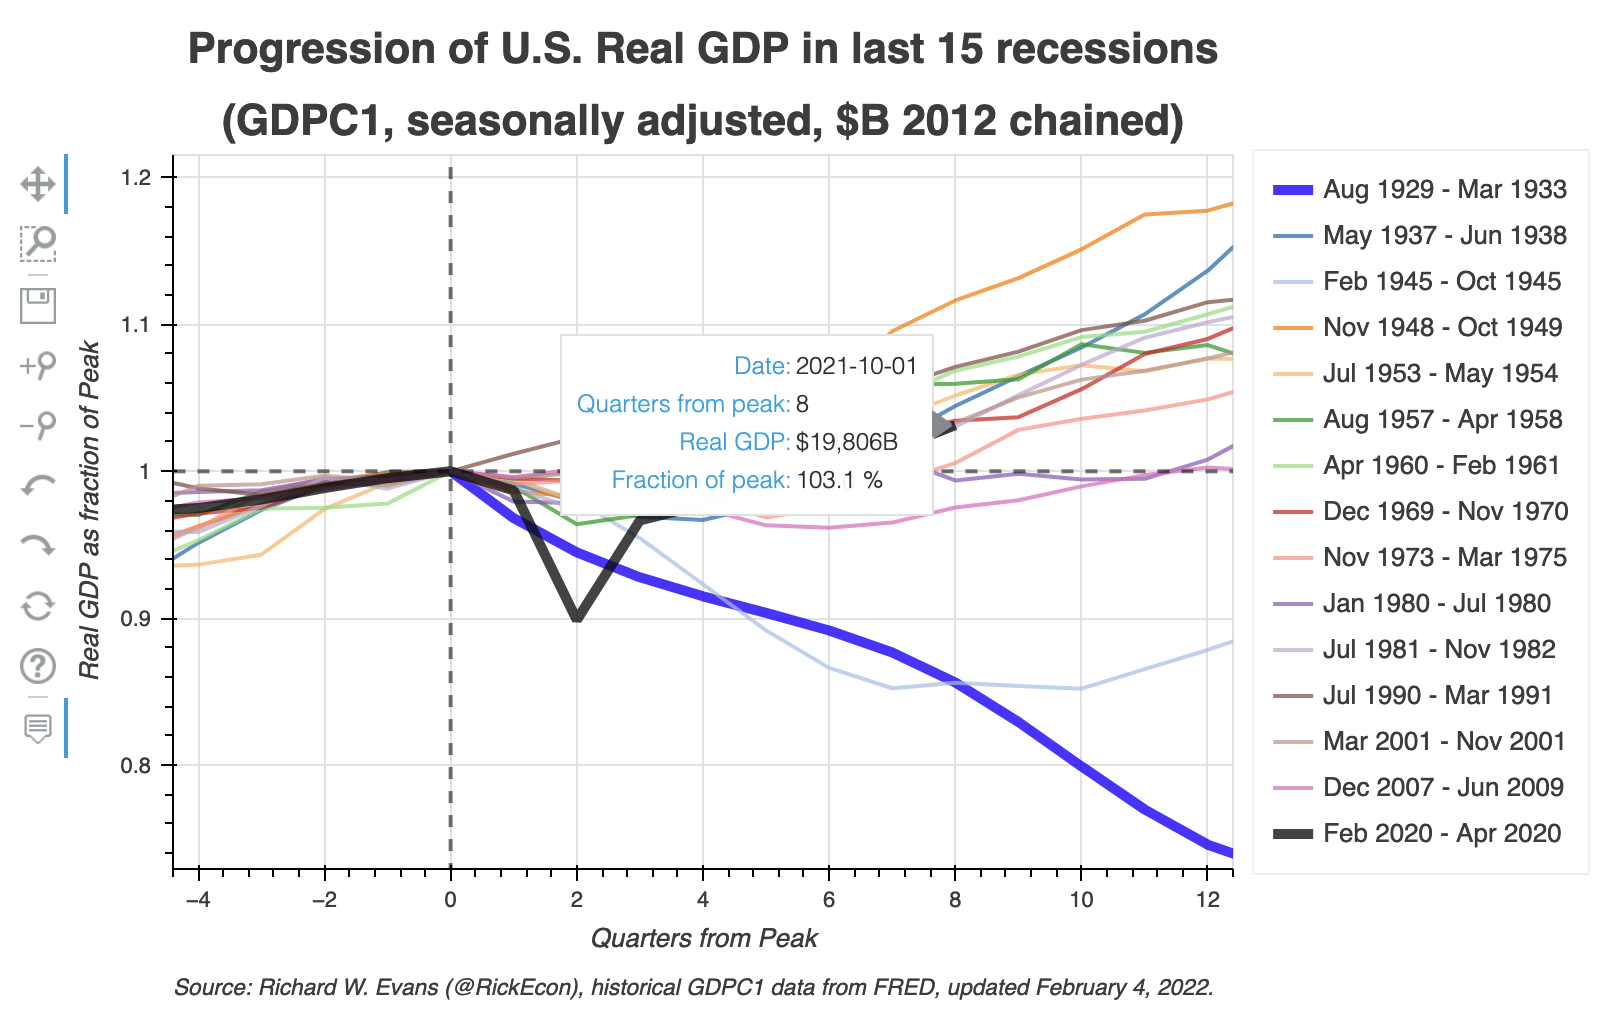 Progression of U.S. Real GDP in last 15 recessions
(GDPC1, seasonally adjusted, $B 2012 chained)
1.2
1.1
1
0.9
0.8
Real GDP as fraction of Peak
Date: 2021-10-01
Quarters from peak: 8
Real GDP: $19,806B
Fraction of peak: 103.1 %
−4
−2
0
2
4
6
8
10
12
Quarters from Peak
Aug 1929 - Mar 1933
May 1937 - Jun 1938
Feb 1945 - Oct 1945
Nov 1948 - Oct 1949
Jul 1953 - May 1954
Aug 1957 - Apr 1958
Apr 1960 - Feb 1961
Dec 1969 - Nov 1970
Nov 1973 - Mar 1975
Jan 1980 - Jul 1980
Jul 1981 - Nov 1982
Jul 1990 - Mar 1991
Mar 2001 - Nov 2001
Dec 2007 - Jun 2009
Feb 2020 - Apr 2020
Source: Richard W. Evans (@RickEcon), historical GDPC1 data from FRED, updated February 4, 2022.